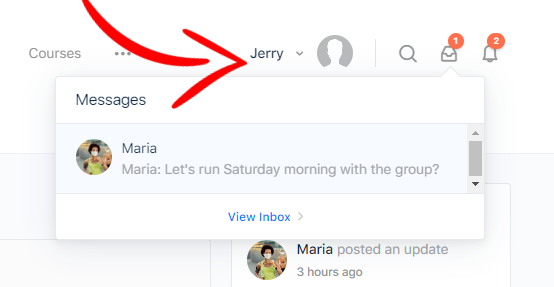 Courses ••• Jerry 1 2
Messages
Maria
Maria: Let's run Saturday morning with the group?
View Inbox
Maria posted an update
3 hours ago